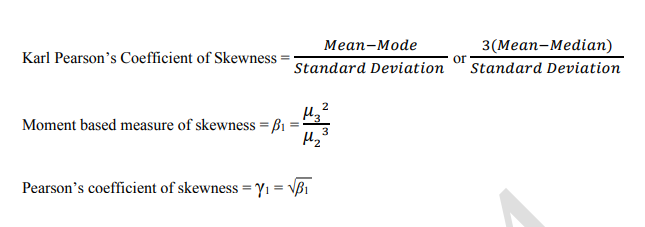 Karl Pearson's Coefficient of Skewness = Mean−Mode / Standard Deviation or 3(Mean−Median) / Standard Deviation
Moment based measure of skewness = β₁ = μ₃² / μ₂³
Pearson's coefficient of skewness = γ₁ = √β₁